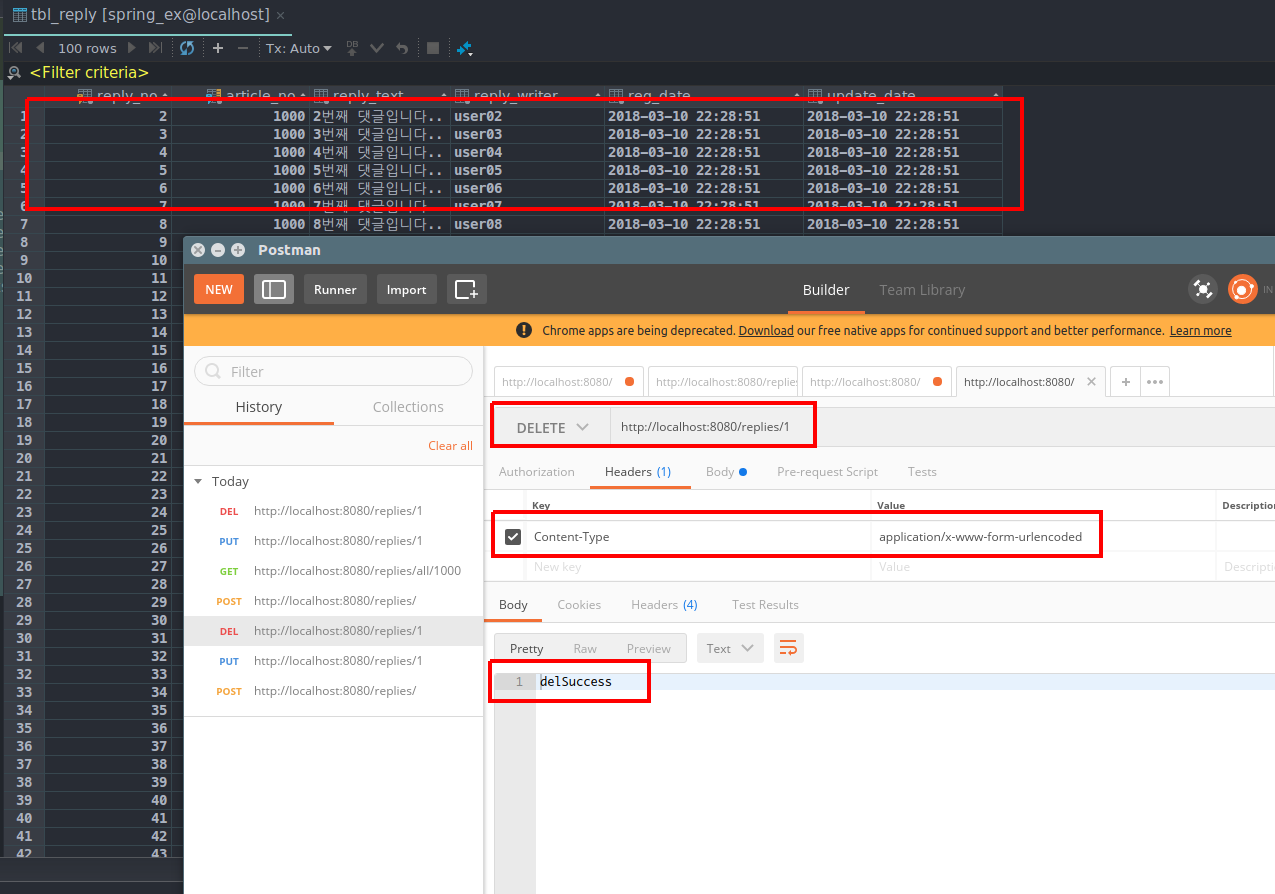 tbl_reply [spring_ex@localhost] ×
100 rows Tx: Auto DB
<Filter criteria>
reply_no article_no reply_text reply_writer reg_date update_date
1 2 1000 2번째 댓글입니다.. user02 2018-03-10 22:28:51 2018-03-10 22:28:51
2 3 1000 3번째 댓글입니다.. user03 2018-03-10 22:28:51 2018-03-10 22:28:51
3 4 1000 4번째 댓글입니다.. user04 2018-03-10 22:28:51 2018-03-10 22:28:51
4 5 1000 5번째 댓글입니다.. user05 2018-03-10 22:28:51 2018-03-10 22:28:51
5 6 1000 6번째 댓글입니다.. user06 2018-03-10 22:28:51 2018-03-10 22:28:51
6 7 1000 7번째 댓글입니다.. user07 2018-03-10 22:28:51 2018-03-10 22:28:51
7 8 1000 8번째 댓글입니다.. user08 2018-03-10 22:28:51 2018-03-10 22:28:51
8 9
9 10
10 11
11 12
12 13
13 14
14 15
15 16
16 17
17 18
18 19
19 20
20 21
21 22
22 23
23 24
24 25
25 26
26 27
27 28
28 29
29 30
30 31
31 32
32 33
33 34
34 35
35 36
36 37
37 38
38 39
39 40
40 41
41 42
42 43
Postman
NEW Runner Import Builder Team Library IN
Chrome apps are being deprecated. Download our free native apps for continued support and better performance. Learn more
Filter
History Collections
Clear all
Today
DEL http://localhost:8080/replies/1
PUT http://localhost:8080/replies/1
GET http://localhost:8080/replies/all/1000
POST http://localhost:8080/replies/
DEL http://localhost:8080/replies/1
PUT http://localhost:8080/replies/1
POST http://localhost:8080/replies/
http://localhost:8080/ http://localhost:8080/replies http://localhost:8080/ http://localhost:8080/ × + •••
DELETE http://localhost:8080/replies/1
Authorization Headers (1) Body Pre-request Script Tests
Key Value Description
Content-Type application/x-www-form-urlencoded
New key Value Descripti
Body Cookies Headers (4) Test Results
Pretty Raw Preview Text
1 delSuccess